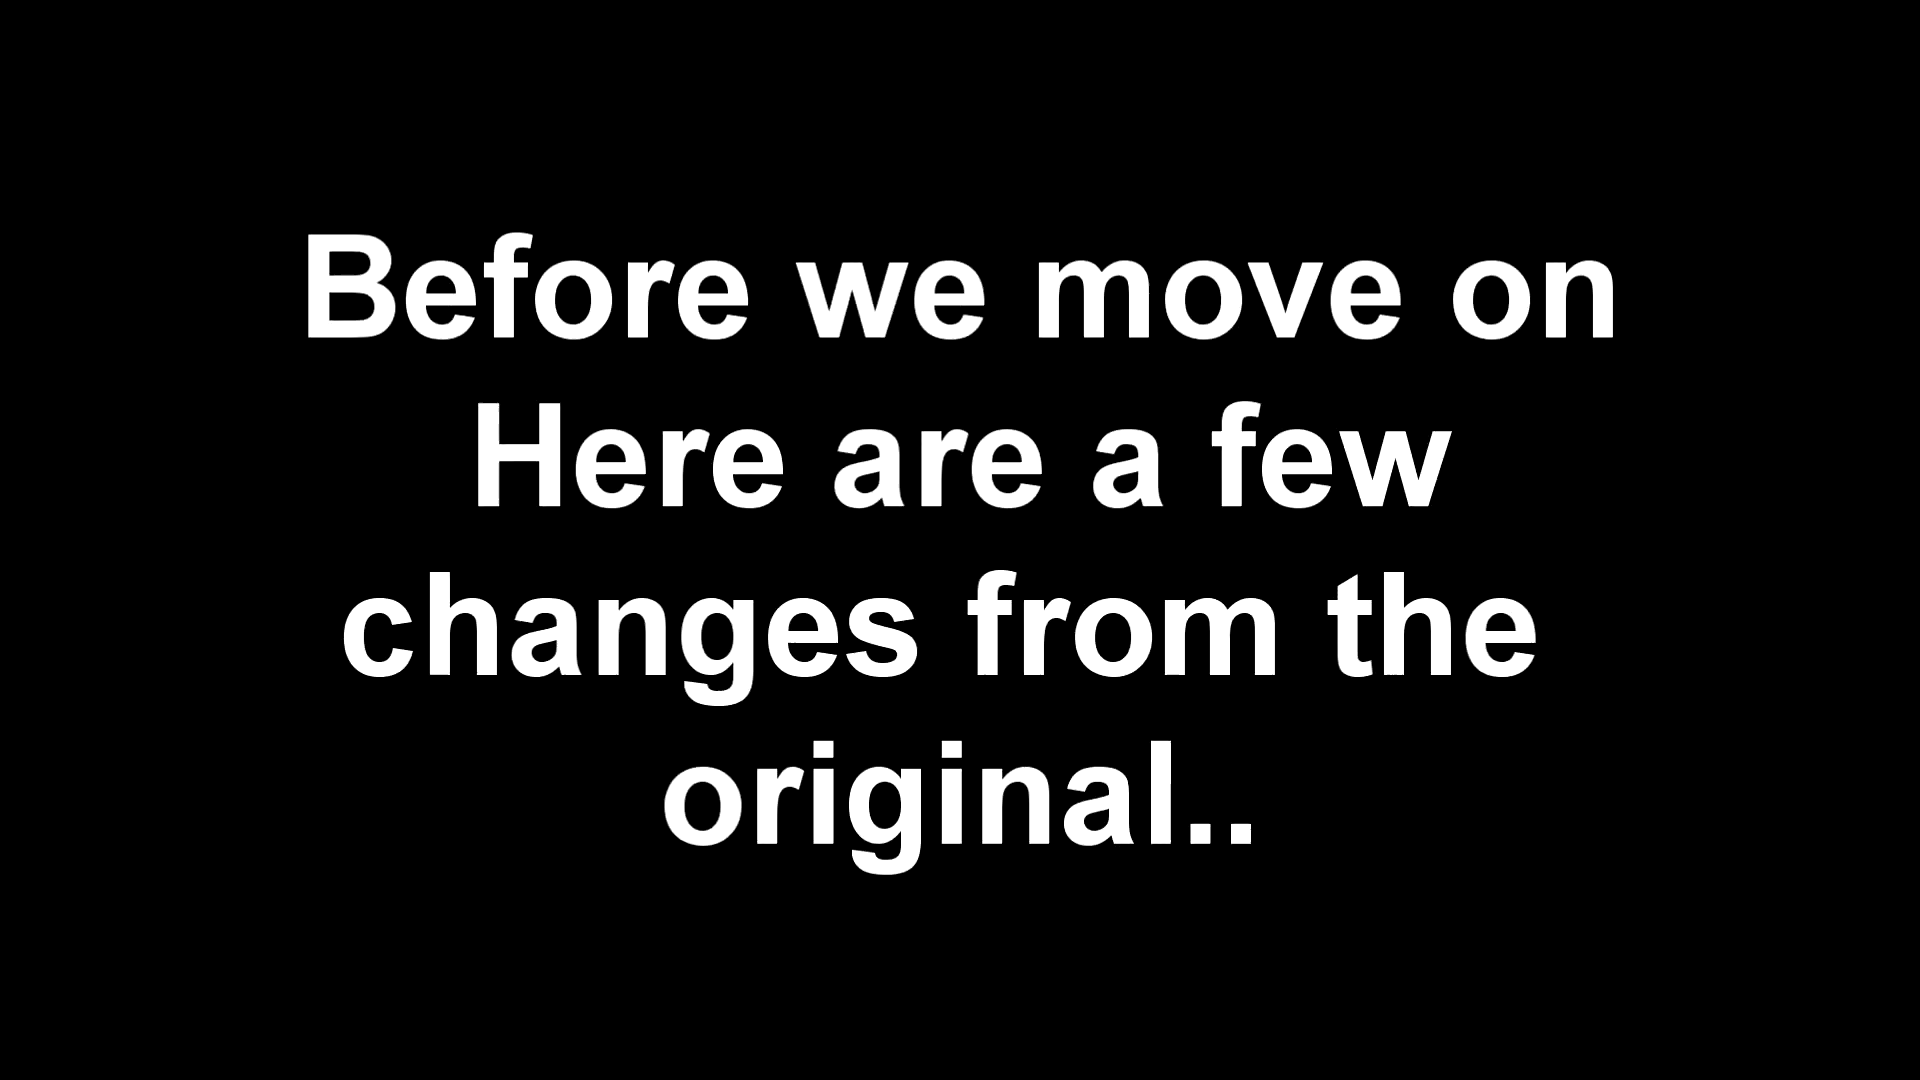 Before we move on
Here are a few
changes from the
original..